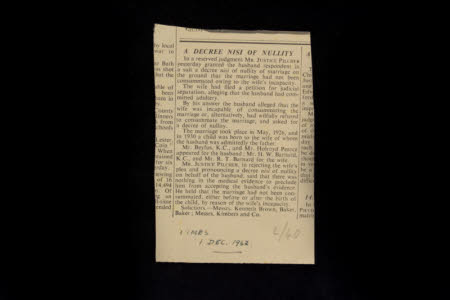 A DECREE NISI OF NULLITY
In a reserved judgment MR. JUSTICE PILCHER
yesterday granted the husband respondent in
a suit a decree nisi of nullity of marriage on
the ground that the marriage had not been
consummated owing to the wife's incapacity.
The wife had filed a petition for judicial
separation, alleging that the husband had com-
mitted adultery.
By his answer the husband alleged that the
wife was incapable of consummating the
marriage or, alternatively, had wilfully refused
to consummate the marriage, and asked for
a decree of nullity.
The marriage took place in May, 1926, and
in 1930 a child was born to the wife of whom
the husband was admittedly the father.
Mr. Beyfus, K.C., and Mr. Holroyd Pearce
appeared for the husband; Mr. H. W. Barnard,
K.C., and Mr. R. T. Barnard for the wife.
MR. JUSTICE PILCHER, in rejecting the wife's
plea and pronouncing a decree nisi of nullity
on behalf of the husband, said that there was
nothing in the medical evidence to preclude
him from accepting the husband's evidence.
He held that the marriage had not been con-
summated, either before or after the birth of
the child, by reason of the wife's incapacity.
Solicitors.—Messrs. Kenneth Brown, Baker,
Baker; Messrs. Kimbers and Co.
TIMES
1 DEC. 1942
2/40